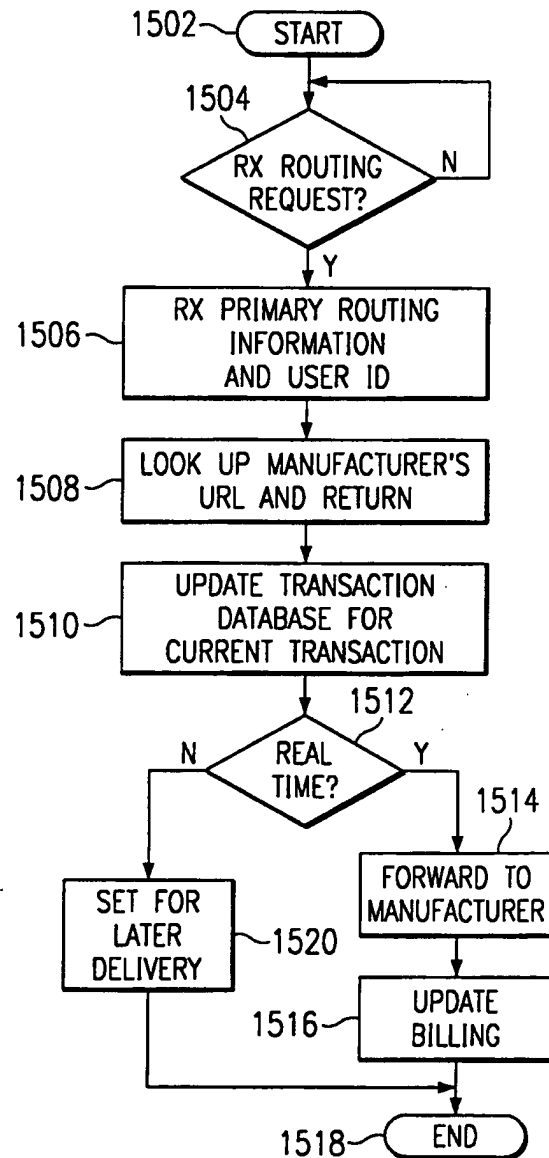 1502
START
1504
RX ROUTING
REQUEST?
N
Y
1506
RX PRIMARY ROUTING
INFORMATION
AND USER ID
1508
LOOK UP MANUFACTURER'S
URL AND RETURN
1510
UPDATE TRANSACTION
DATABASE FOR
CURRENT TRANSACTION
1512
N
REAL
TIME?
Y
1514
FORWARD TO
MANUFACTURER
SET FOR
LATER
DELIVERY
1520
1516
UPDATE
BILLING
1518
END